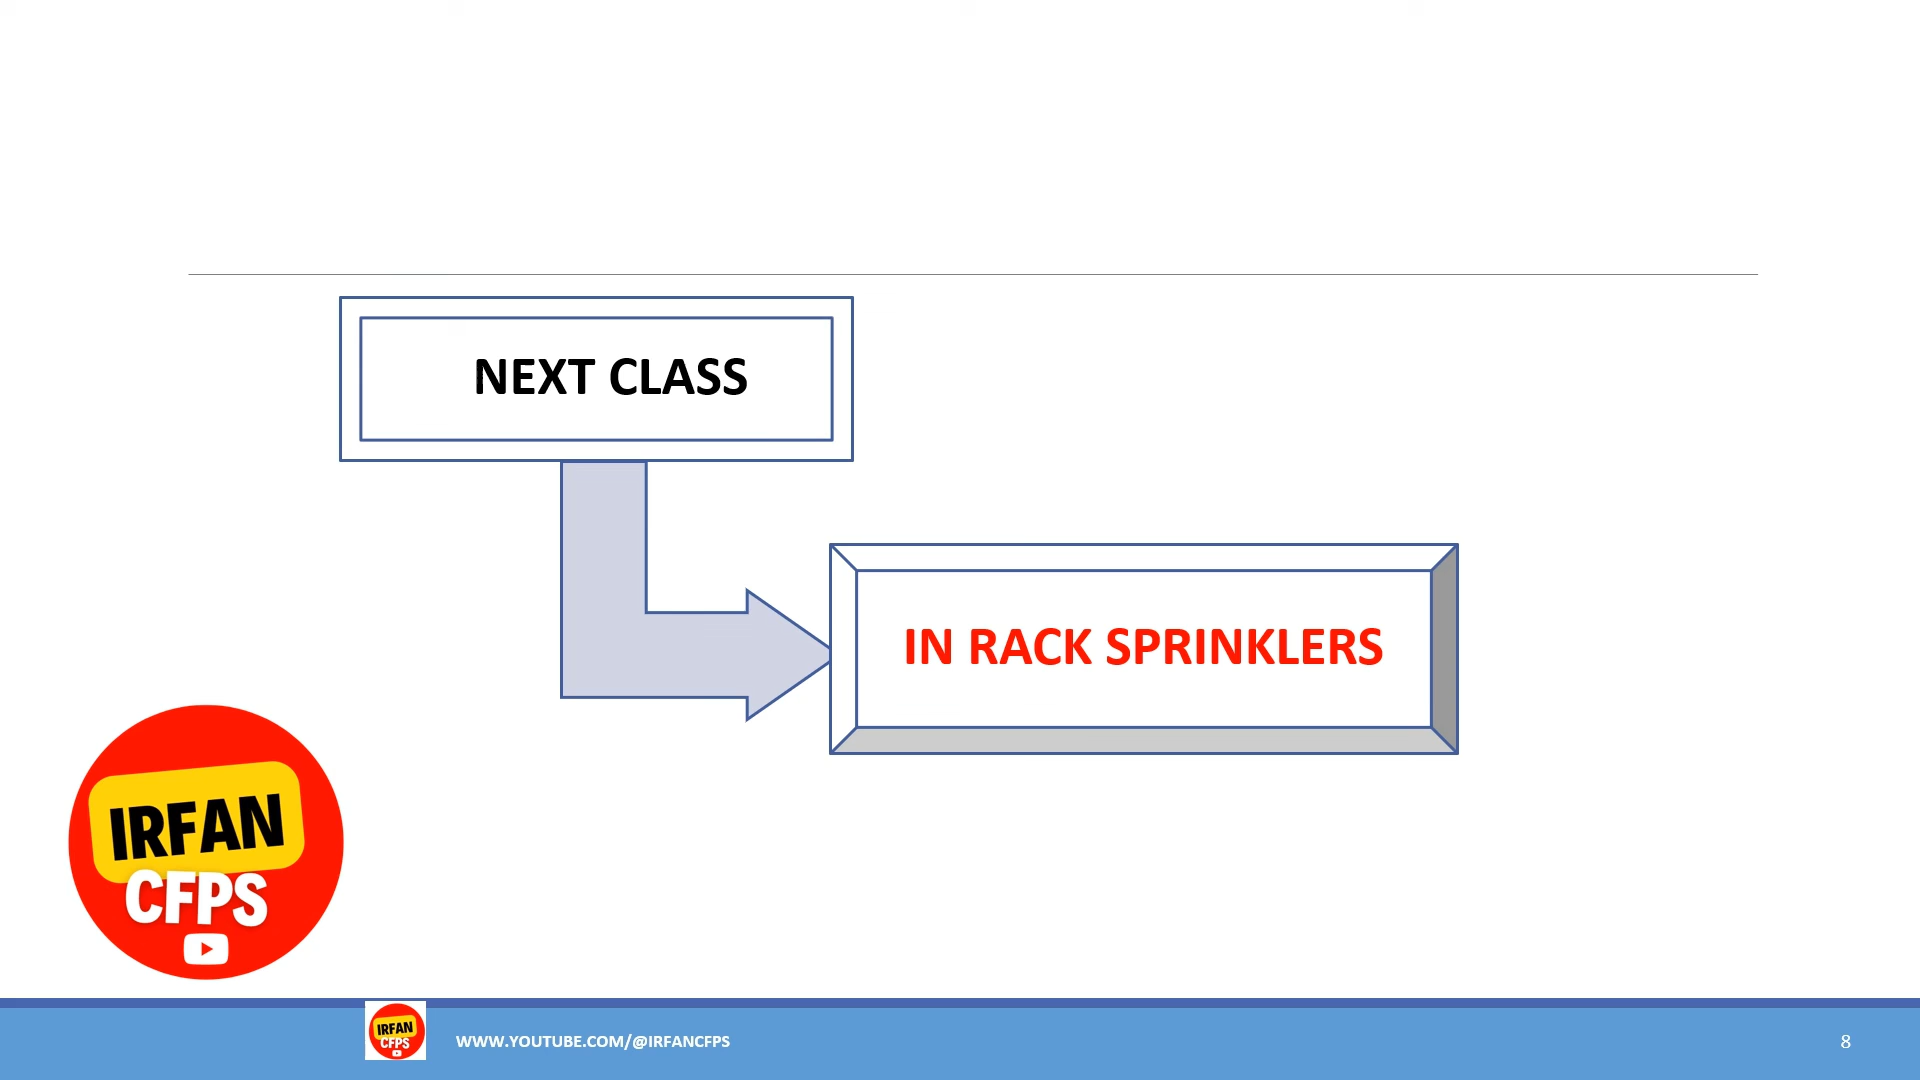 NEXT CLASS
IN RACK SPRINKLERS
IRFAN
CFPS
IRFAN
CFPS
WWW.YOUTUBE.COM/@IRFANCFPS
8